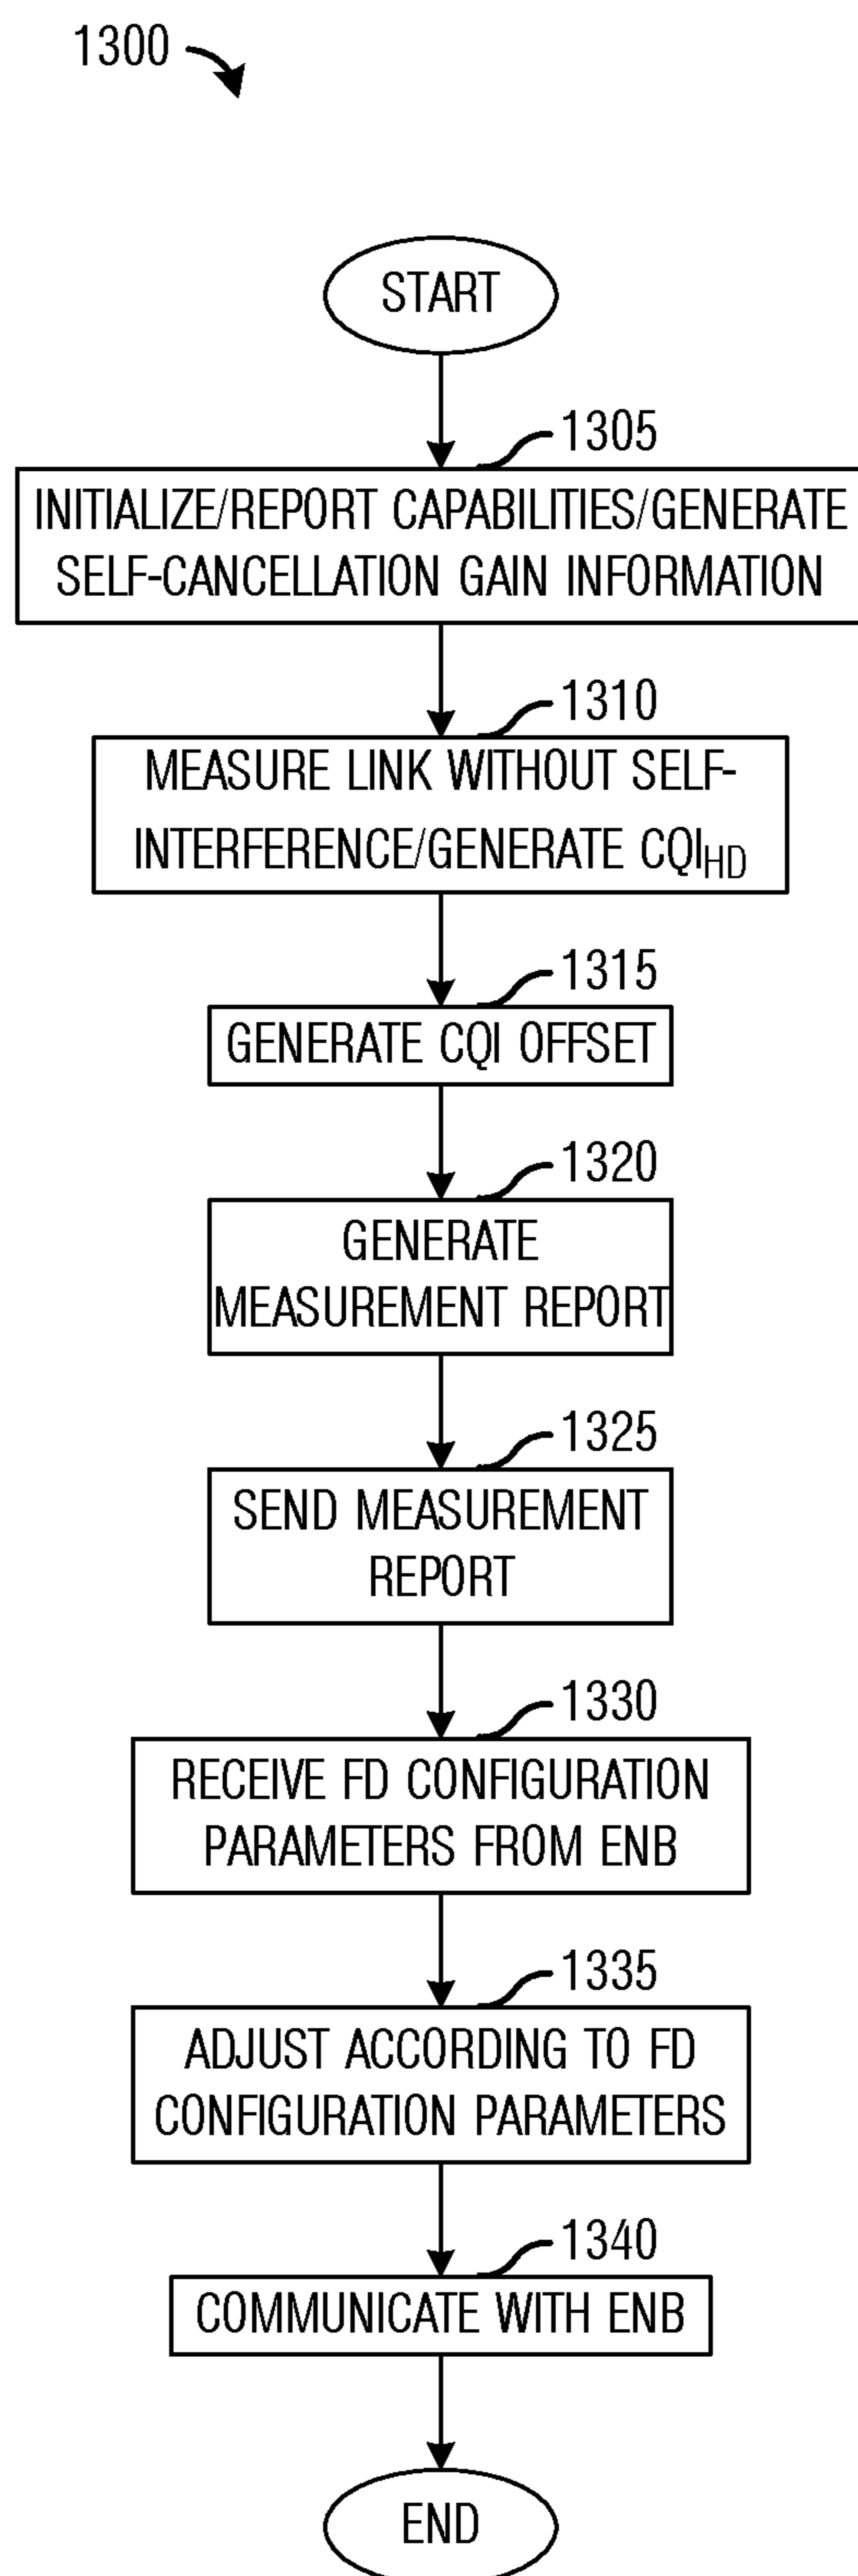 1300
START
1305
INITIALIZE/REPORT CAPABILITIES/GENERATE
SELF-CANCELLATION GAIN INFORMATION
1310
MEASURE LINK WITHOUT SELF-
INTERFERENCE/GENERATE CQIHD
1315
GENERATE CQI OFFSET
1320
GENERATE
MEASUREMENT REPORT
1325
SEND MEASUREMENT
REPORT
1330
RECEIVE FD CONFIGURATION
PARAMETERS FROM ENB
1335
ADJUST ACCORDING TO FD
CONFIGURATION PARAMETERS
1340
COMMUNICATE WITH ENB
END